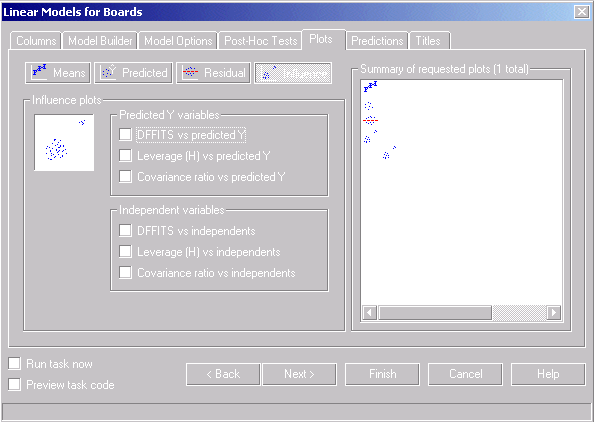 Linear Models for Boards
Columns Model Builder Model Options Post-Hoc Tests Plots Predictions Titles
Means Predicted Residual Influence
Summary of requested plots (1 total)
Influence plots
Predicted Y variables
DFFITS vs predicted Y
Leverage (H) vs predicted Y
Covariance ratio vs predicted Y
Independent variables
DFFITS vs independents
Leverage (H) vs independents
Covariance ratio vs independents
Run task now
Preview task code
< Back Next > Finish Cancel Help